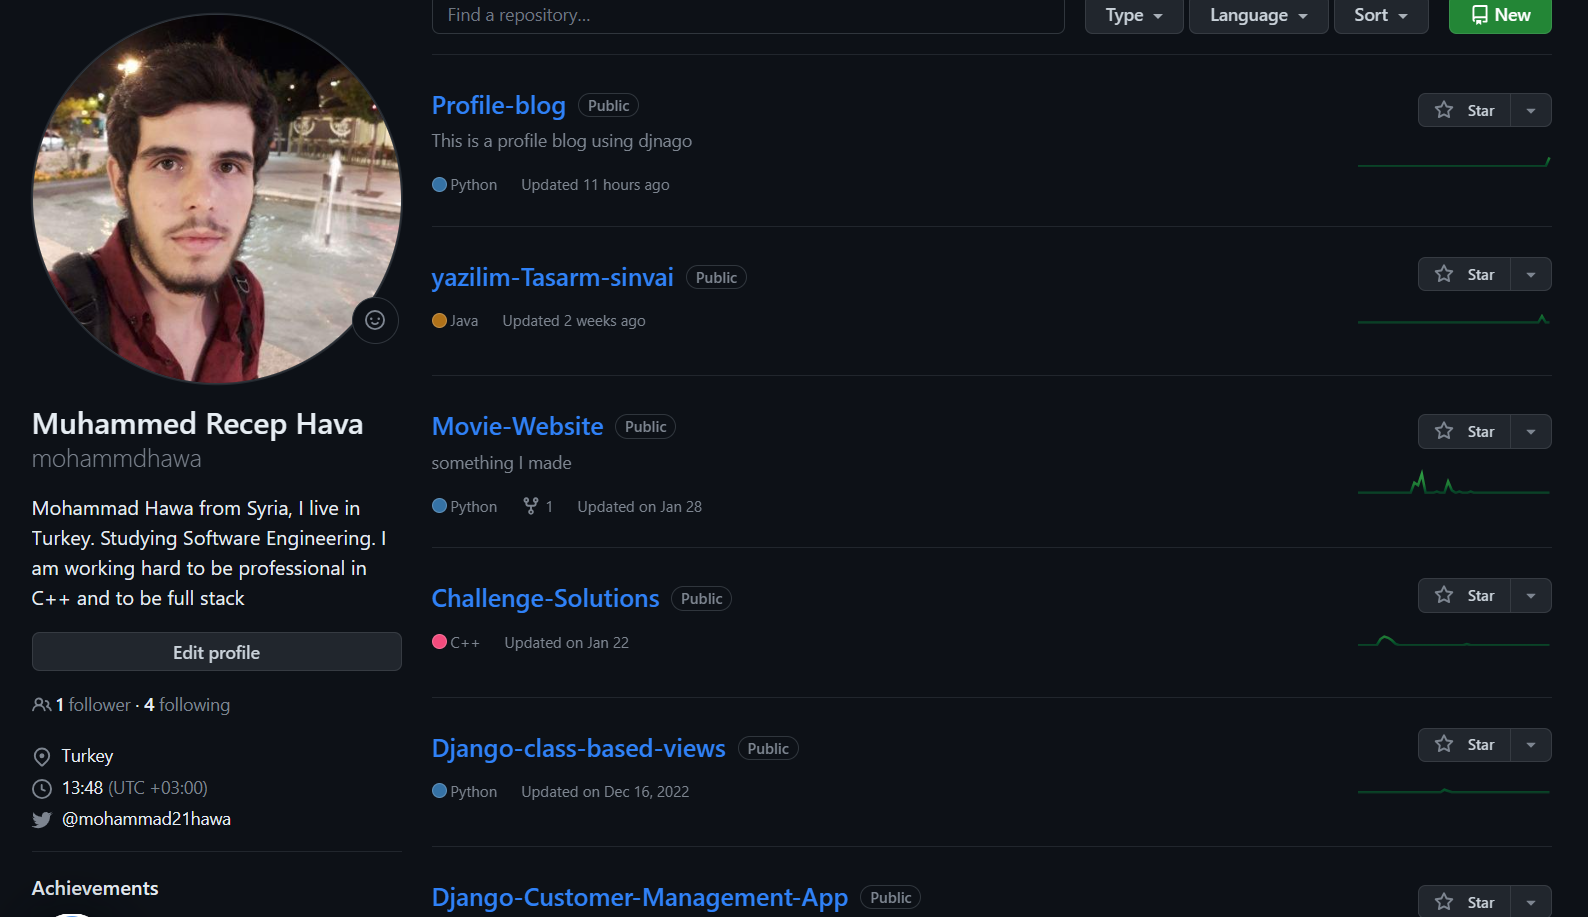 Find a repository...
Type
Language
Sort
New
Muhammed Recep Hava
mohammdhawa
Mohammad Hawa from Syria, I live in
Turkey. Studying Software Engineering. I
am working hard to be professional in
C++ and to be full stack
Edit profile
1 follower · 4 following
Turkey
13:48 (UTC +03:00)
@mohammad21hawa
Achievements
Profile-blog Public
Star
This is a profile blog using djnago
Python Updated 11 hours ago
yazilim-Tasarm-sinvai Public
Star
Java Updated 2 weeks ago
Movie-Website Public
Star
something I made
Python 1 Updated on Jan 28
Challenge-Solutions Public
Star
C++ Updated on Jan 22
Django-class-based-views Public
Star
Python Updated on Dec 16, 2022
Django-Customer-Management-App Public
Star